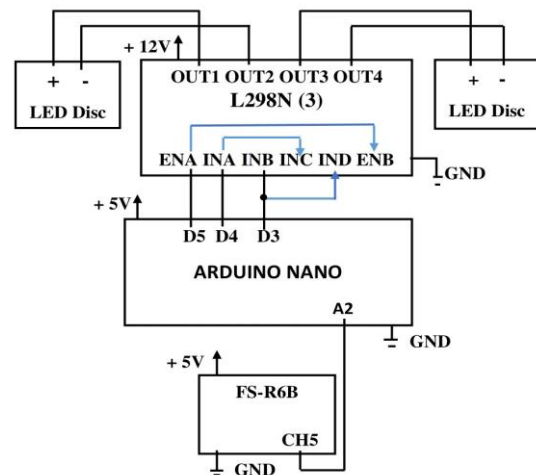 + 12V
OUT1 OUT2 OUT3 OUT4
+ -
LED Disc
L298N (3)
+ -
LED Disc
ENA INA INB INC IND ENB
GND
+ 5V
D5 D4 D3
ARDUINO NANO
A2
GND
+ 5V
FS-R6B
CH5
GND